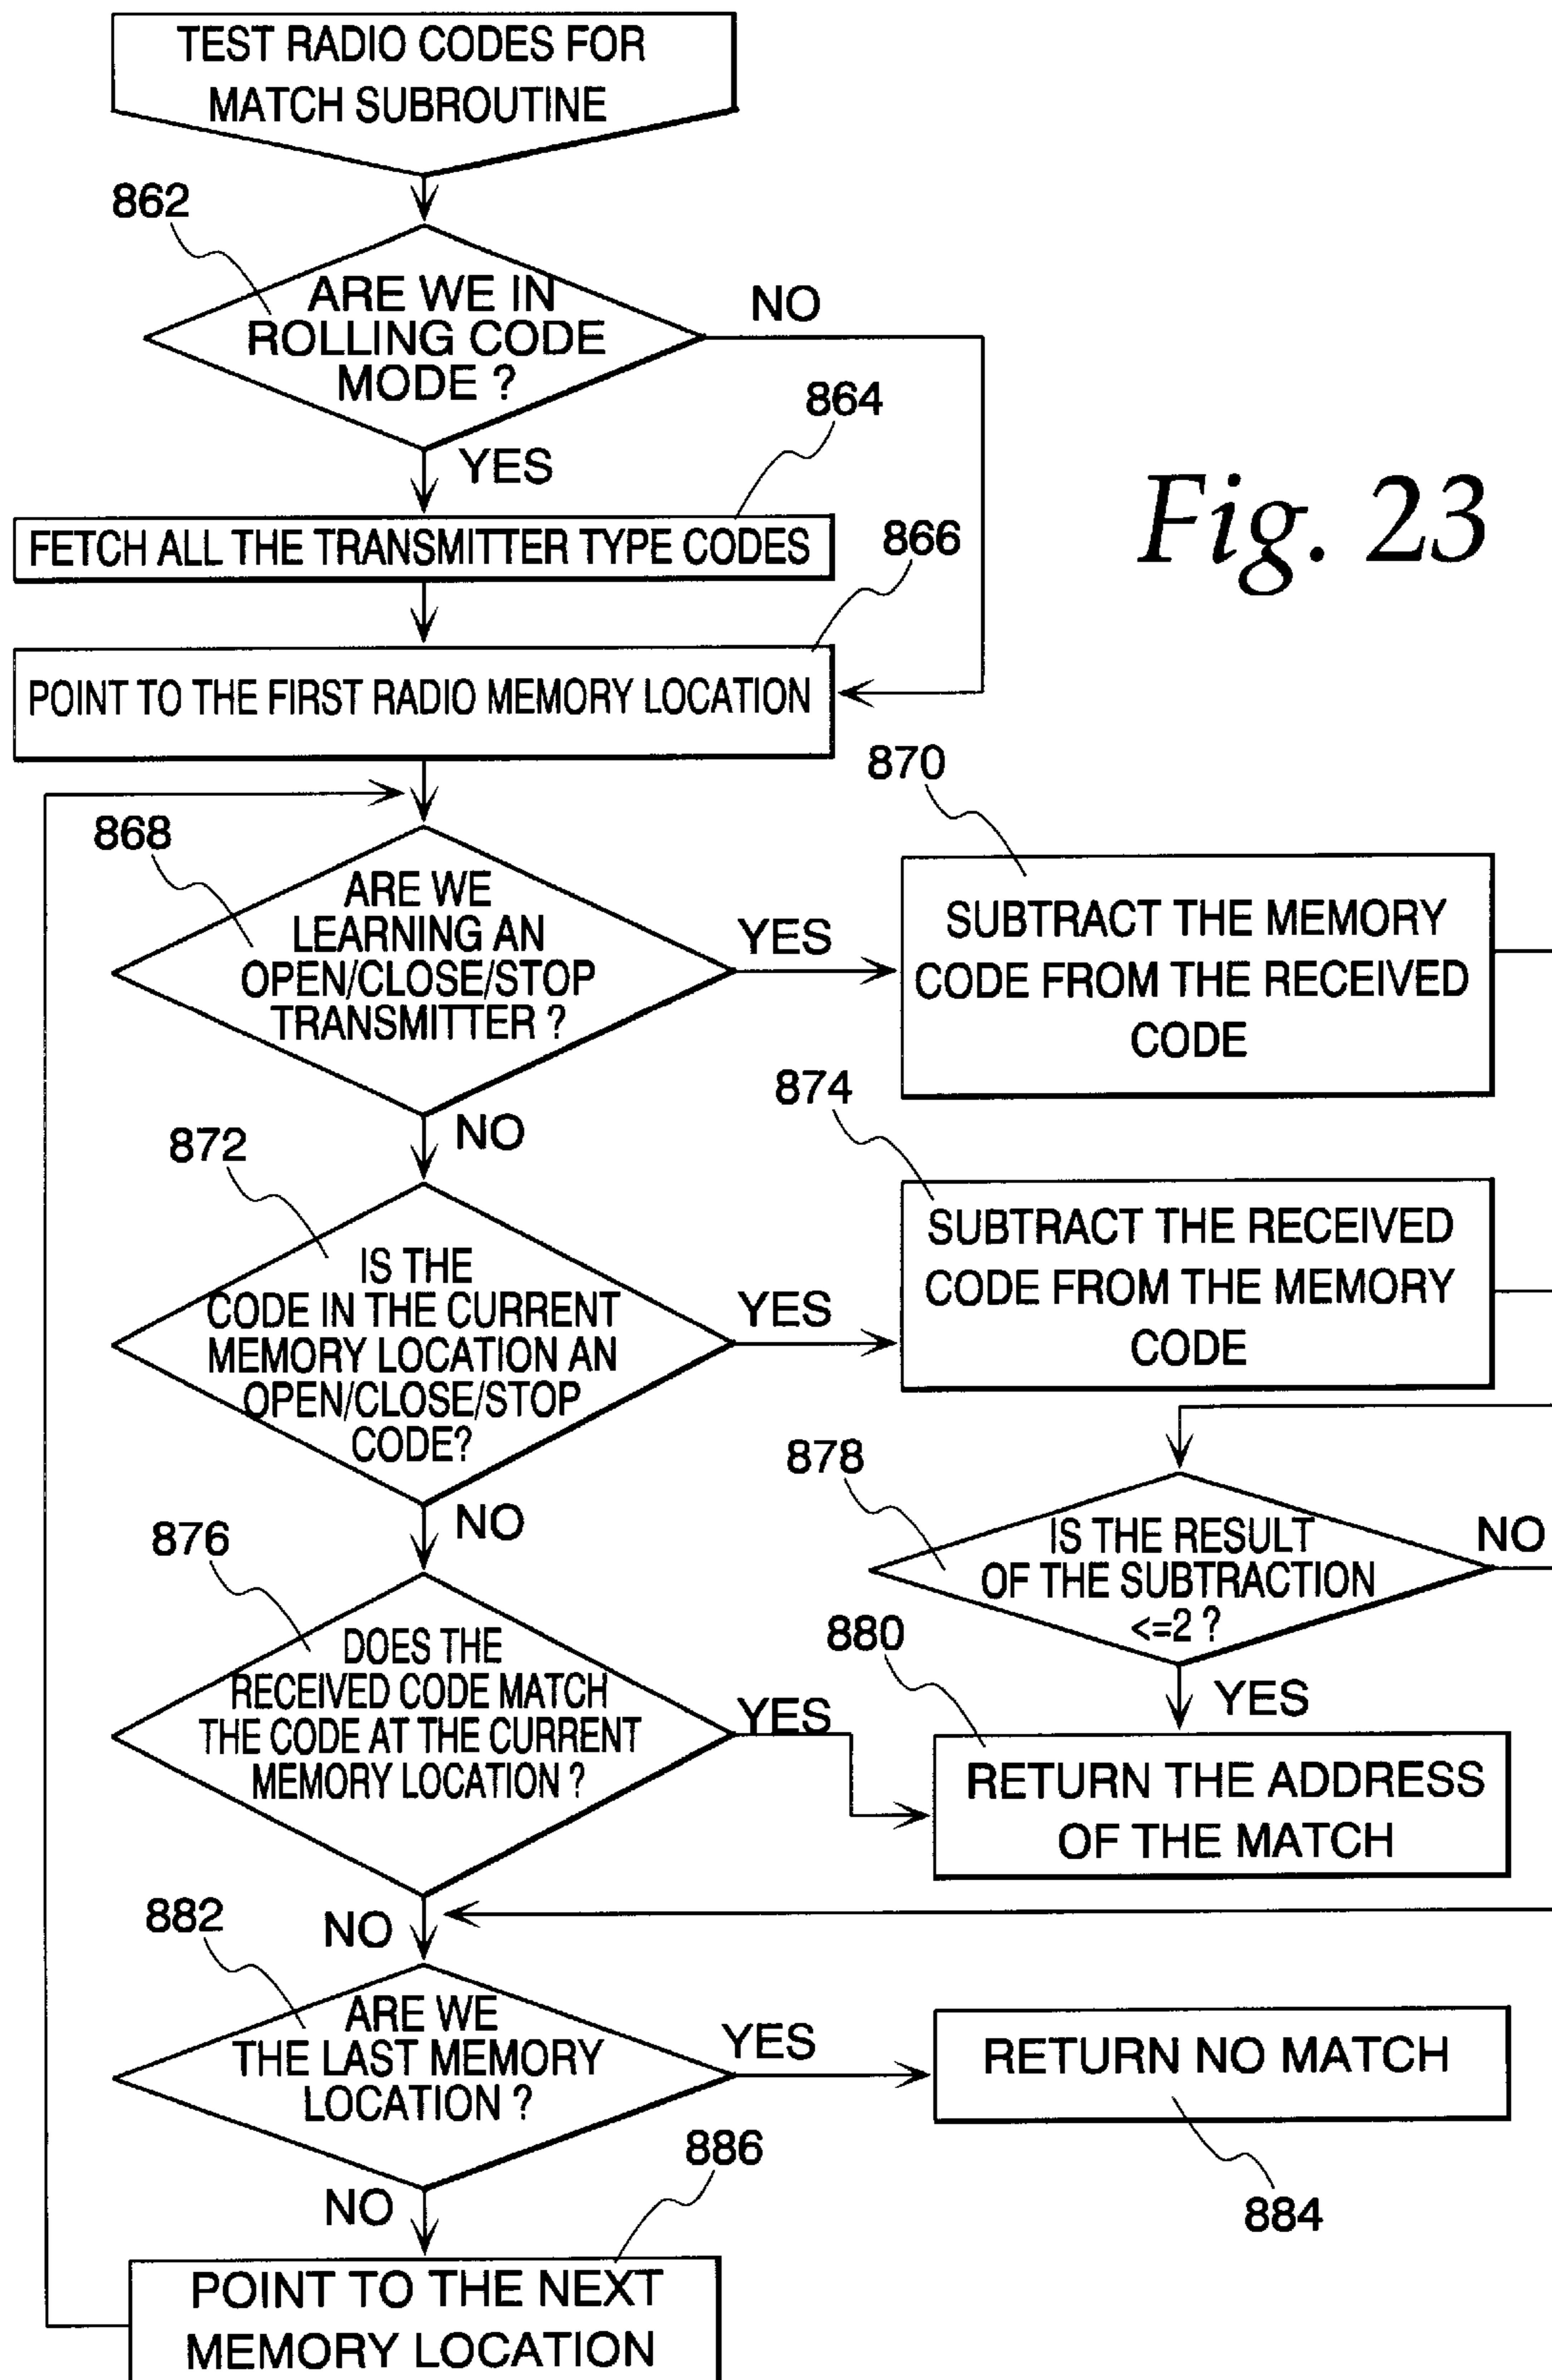 TEST RADIO CODES FOR
MATCH SUBROUTINE
862
ARE WE IN
ROLLING CODE
MODE ?
NO
YES
864
FETCH ALL THE TRANSMITTER TYPE CODES
866
Fig. 23
POINT TO THE FIRST RADIO MEMORY LOCATION
868
ARE WE
LEARNING AN
OPEN/CLOSE/STOP
TRANSMITTER ?
YES
870
SUBTRACT THE MEMORY
CODE FROM THE RECEIVED
CODE
NO
872
IS THE
CODE IN THE CURRENT
MEMORY LOCATION AN
OPEN/CLOSE/STOP
CODE?
YES
874
SUBTRACT THE RECEIVED
CODE FROM THE MEMORY
CODE
NO
878
IS THE RESULT
OF THE SUBTRACTION
<=2 ?
NO
YES
876
DOES THE
RECEIVED CODE MATCH
THE CODE AT THE CURRENT
MEMORY LOCATION ?
YES
880
RETURN THE ADDRESS
OF THE MATCH
NO
882
ARE WE
THE LAST MEMORY
LOCATION ?
YES
RETURN NO MATCH
884
NO
886
POINT TO THE NEXT
MEMORY LOCATION